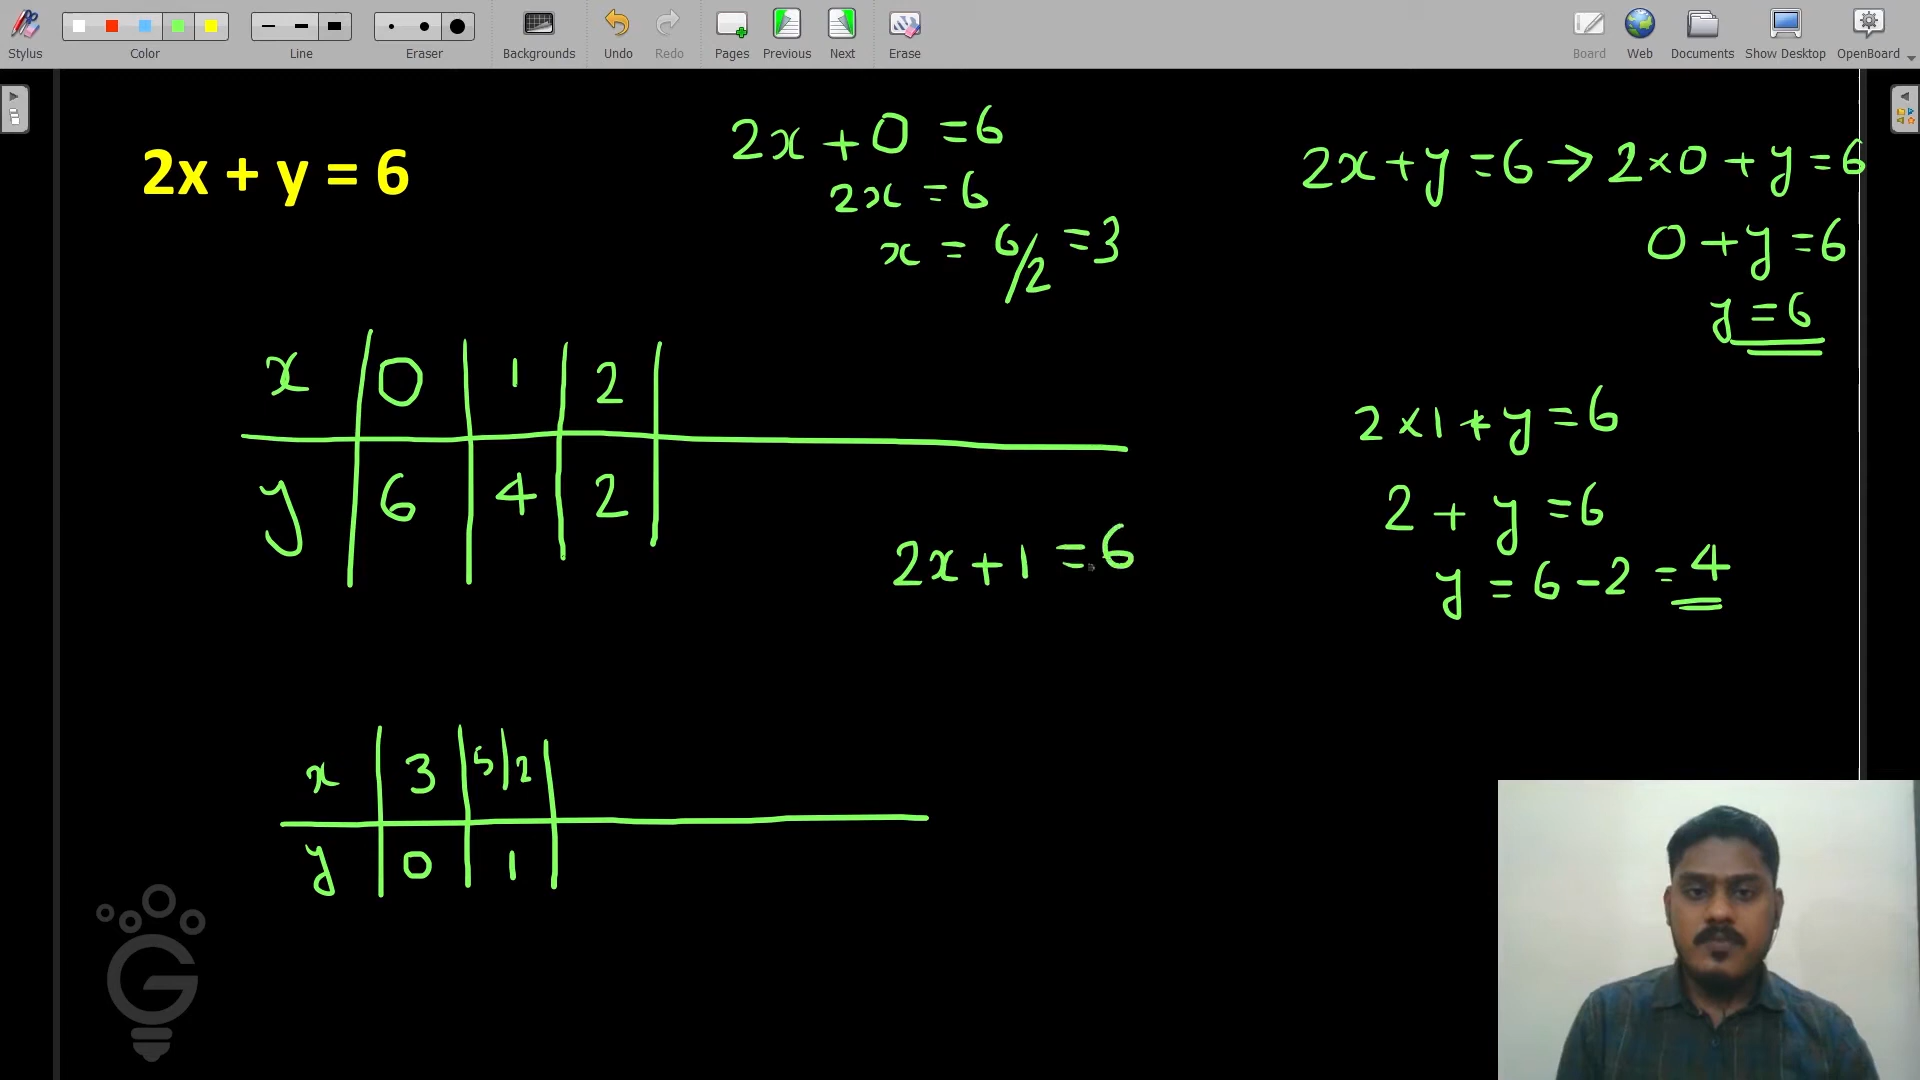 Stylus Color Line Eraser Backgrounds Undo Redo Pages Previous Next Erase Board Web Documents Show Desktop OpenBoard
2x + y = 6
2x + 0 = 6
2x = 6
x = 6/2 = 3
2x + y = 6 → 2 × 0 + y = 6
0 + y = 6
y = 6
x 0 1 2
y 6 4 2
2 × 1 + y = 6
2 + y = 6
y = 6 - 2 = 4
2x + 1 = 6
x 3 5/2
y 0 1
G